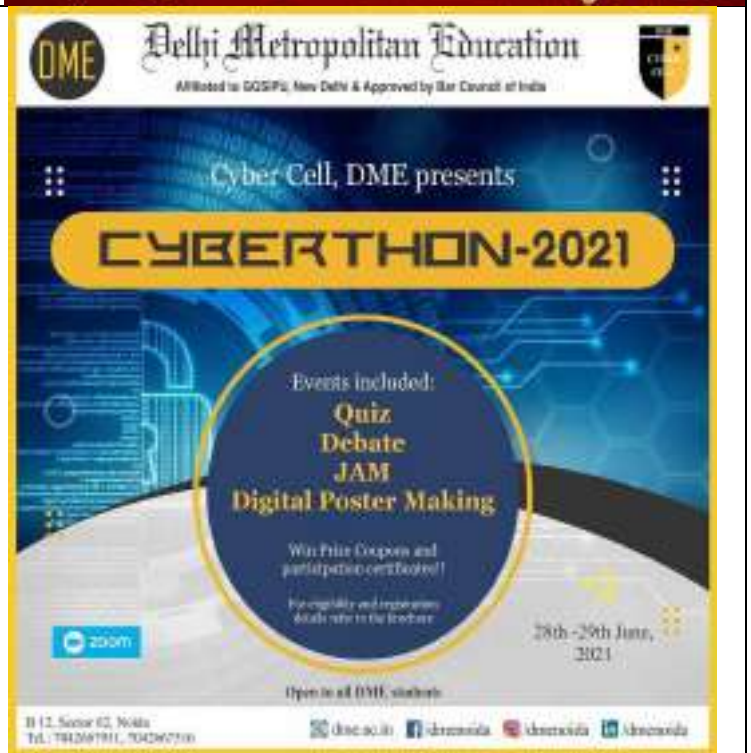 DME
Delhi Metropolitan Education
Affiliated to GGSIPU, New Delhi & Approved by Bar Council of India
Cyber Cell, DME presents
CYBERTHON-2021
Events included:
Quiz
Debate
JAM
Digital Poster Making
Win Prize Coupons and
participation certificates!!
For eligibility and registration
details refer to the brochure
zoom
28th -29th June,
2021
Open to all DME students
B 12, Sector 62, Noida
dme.ac.in /dmenoida /dmenoida /dmenoida